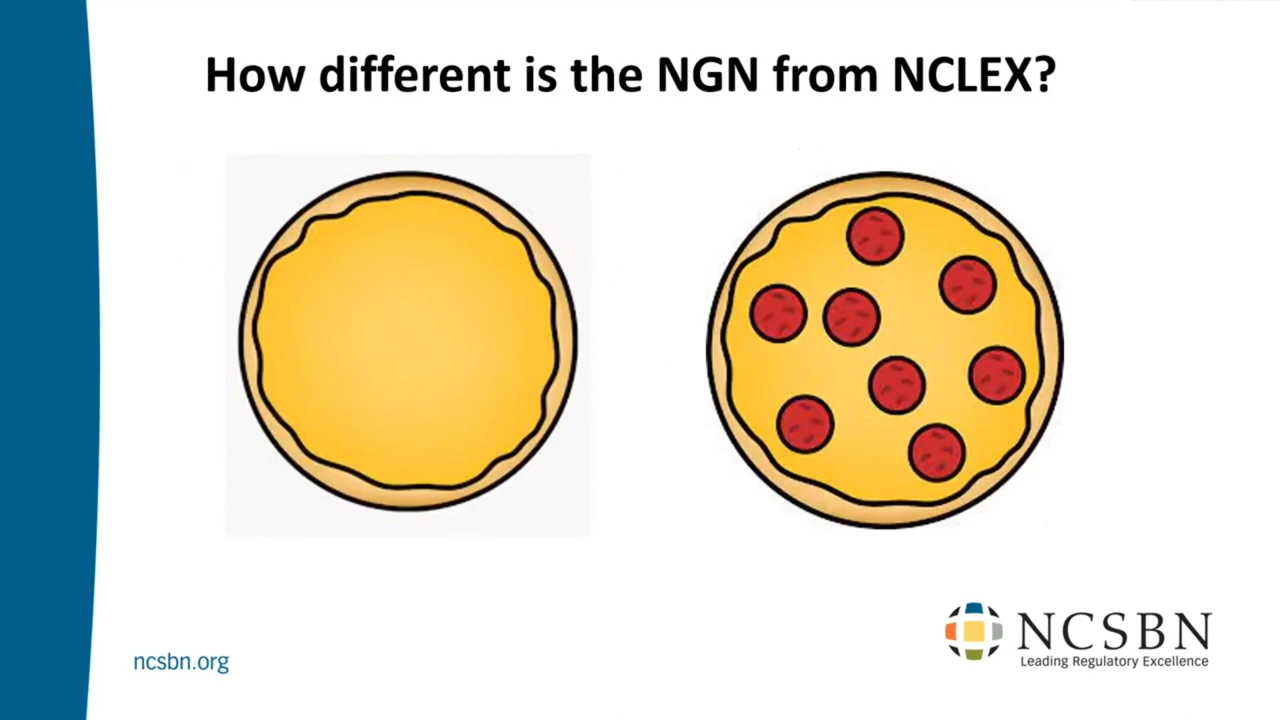 How different is the NGN from NCLEX?
ncsbn.org
NCSBN
Leading Regulatory Excellence